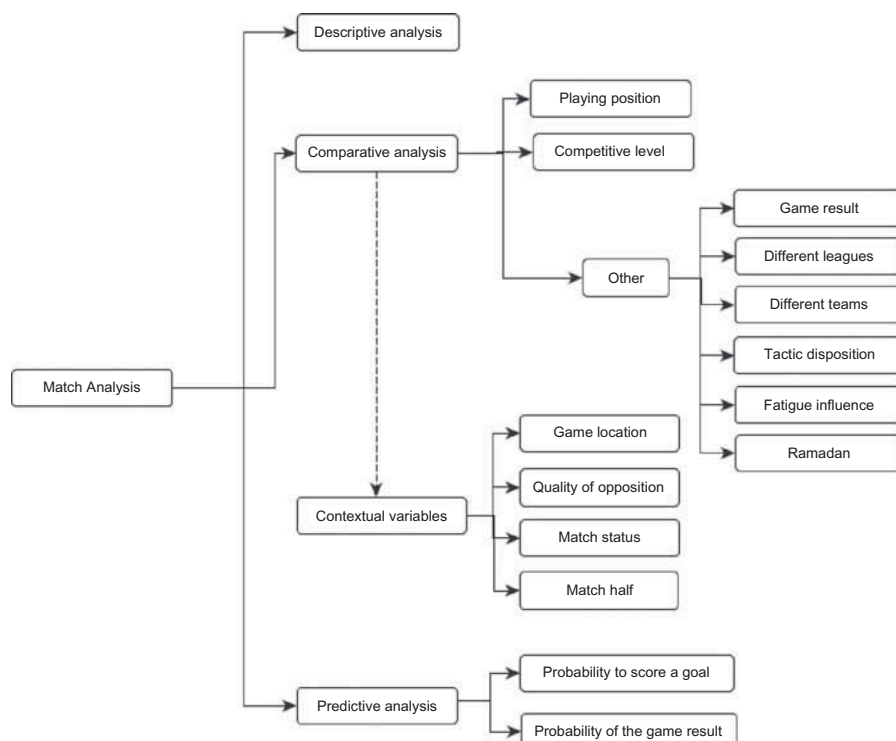 Descriptive analysis
Playing position
Comparative analysis
Competitive level
Game result
Different leagues
Other
Different teams
Tactic disposition
Match Analysis
Fatigue influence
Game location
Ramadan
Quality of opposition
Contextual variables
Match status
Match half
Probability to score a goal
Predictive analysis
Probability of the game result